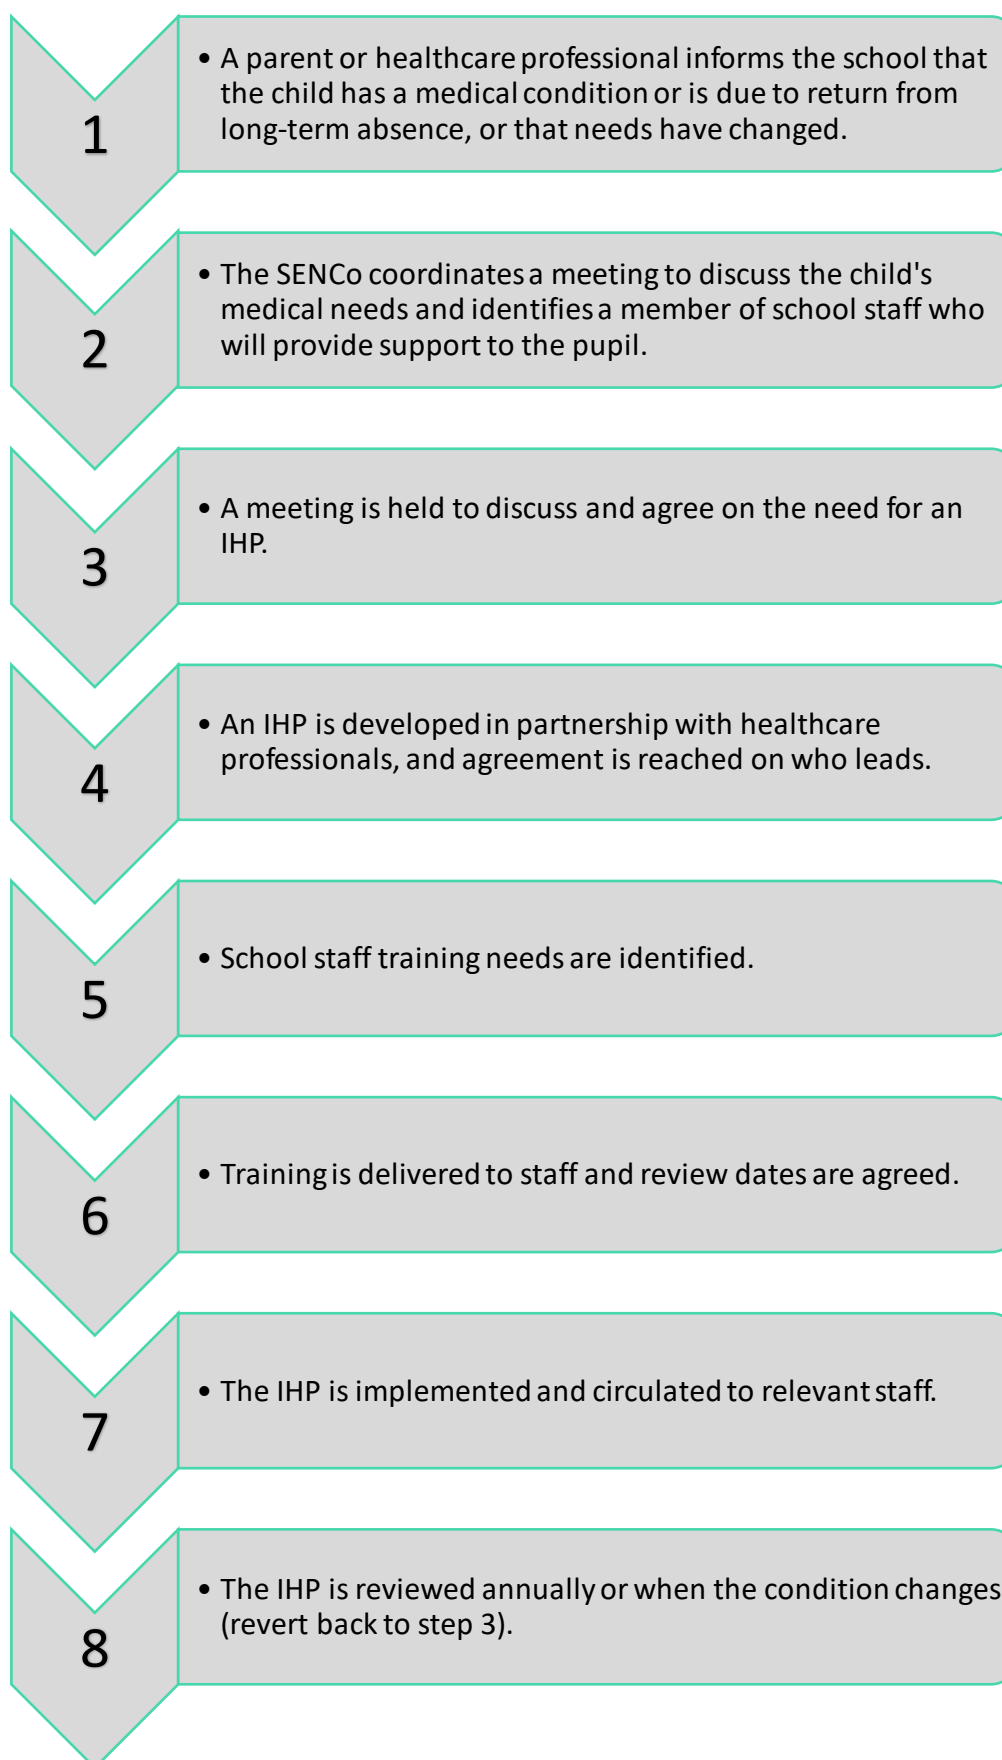 1
• A parent or healthcare professional informs the school that
the child has a medical condition or is due to return from
long-term absence, or that needs have changed.
2
• The SENCo coordinates a meeting to discuss the child's
medical needs and identifies a member of school staff who
will provide support to the pupil.
3
• A meeting is held to discuss and agree on the need for an
IHP.
4
• An IHP is developed in partnership with healthcare
professionals, and agreement is reached on who leads.
5
• School staff training needs are identified.
6
• Training is delivered to staff and review dates are agreed.
7
• The IHP is implemented and circulated to relevant staff.
8
• The IHP is reviewed annually or when the condition changes
(revert back to step 3).